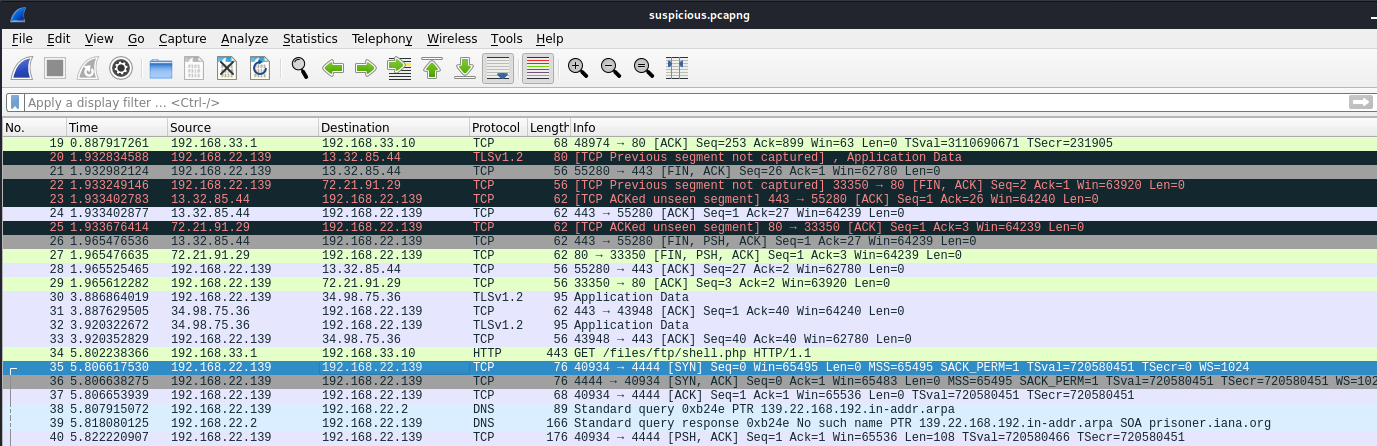 suspicious.pcapng
File Edit View Go Capture Analyze Statistics Telephony Wireless Tools Help
Apply a display filter … <Ctrl-/>
No. Time Source Destination Protocol Length Info
19 0.887917261 192.168.33.1 192.168.33.10 TCP 68 48974 → 80 [ACK] Seq=253 Ack=899 Win=63 Len=0 TSval=3110690671 TSecr=231905
20 1.932834588 192.168.22.139 13.32.85.44 TLSv1.2 80 [TCP Previous segment not captured] , Application Data
21 1.932982124 192.168.22.139 13.32.85.44 TCP 56 55280 → 443 [FIN, ACK] Seq=26 Ack=1 Win=62780 Len=0
22 1.933249146 192.168.22.139 72.21.91.29 TCP 56 [TCP Previous segment not captured] 33350 → 80 [FIN, ACK] Seq=2 Ack=1 Win=63920 Len=0
23 1.933402783 13.32.85.44 192.168.22.139 TCP 62 [TCP ACKed unseen segment] 443 → 55280 [ACK] Seq=1 Ack=26 Win=64240 Len=0
24 1.933402877 13.32.85.44 192.168.22.139 TCP 62 443 → 55280 [ACK] Seq=1 Ack=27 Win=64239 Len=0
25 1.933676414 72.21.91.29 192.168.22.139 TCP 62 [TCP ACKed unseen segment] 80 → 33350 [ACK] Seq=1 Ack=3 Win=64239 Len=0
26 1.965476536 13.32.85.44 192.168.22.139 TCP 62 443 → 55280 [FIN, PSH, ACK] Seq=1 Ack=27 Win=64239 Len=0
27 1.965476635 72.21.91.29 192.168.22.139 TCP 62 80 → 33350 [FIN, PSH, ACK] Seq=1 Ack=3 Win=64239 Len=0
28 1.965525465 192.168.22.139 13.32.85.44 TCP 56 55280 → 443 [ACK] Seq=27 Ack=2 Win=62780 Len=0
29 1.965612282 192.168.22.139 72.21.91.29 TCP 56 33350 → 80 [ACK] Seq=3 Ack=2 Win=63920 Len=0
30 3.886864019 192.168.22.139 34.98.75.36 TLSv1.2 95 Application Data
31 3.887629505 34.98.75.36 192.168.22.139 TCP 62 443 → 43948 [ACK] Seq=1 Ack=40 Win=64240 Len=0
32 3.920322672 34.98.75.36 192.168.22.139 TLSv1.2 95 Application Data
33 3.920352829 192.168.22.139 34.98.75.36 TCP 56 43948 → 443 [ACK] Seq=40 Ack=40 Win=62780 Len=0
34 5.802238366 192.168.33.1 192.168.33.10 HTTP 443 GET /files/ftp/shell.php HTTP/1.1
35 5.806617530 192.168.22.139 192.168.22.139 TCP 76 40934 → 4444 [SYN] Seq=0 Win=65495 Len=0 MSS=65495 SACK_PERM=1 TSval=720580451 TSecr=0 WS=1024
36 5.806638275 192.168.22.139 192.168.22.139 TCP 76 4444 → 40934 [SYN, ACK] Seq=0 Ack=1 Win=65483 Len=0 MSS=65495 SACK_PERM=1 TSval=720580451 TSecr=720580451 WS=102
37 5.806653939 192.168.22.139 192.168.22.139 TCP 68 40934 → 4444 [ACK] Seq=1 Ack=1 Win=65536 Len=0 TSval=720580451 TSecr=720580451
38 5.807915072 192.168.22.139 192.168.22.2 DNS 89 Standard query 0xb24e PTR 139.22.168.192.in-addr.arpa
39 5.818080125 192.168.22.2 192.168.22.139 DNS 166 Standard query response 0xb24e No such name PTR 139.22.168.192.in-addr.arpa SOA prisoner.iana.org
40 5.822220907 192.168.22.139 192.168.22.139 TCP 176 40934 → 4444 [PSH, ACK] Seq=1 Ack=1 Win=65536 Len=108 TSval=720580466 TSecr=720580451